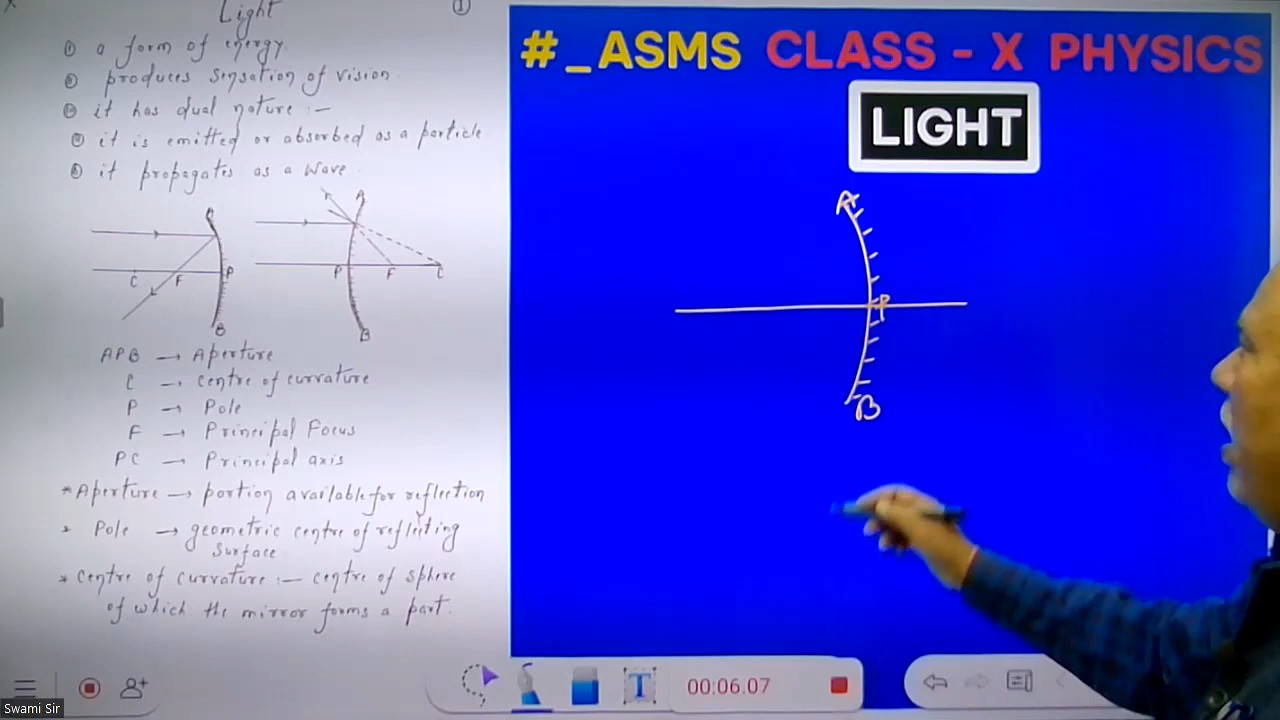 Light
①
① a form of energy
② produces sensation of vision
③ it has dual nature :—
ⓐ it is emitted or absorbed as a particle
ⓑ it propagates as a wave
A
P
C F
B
A
P F C
B
APB → Aperture
C → centre of curvature
P → Pole
F → Principal Focus
PC → Principal axis
* Aperture → portion available for reflection
* Pole → geometric centre of reflecting
surface
* Centre of curvature :— centre of sphere
of which the mirror forms a part.
#_ASMS CLASS - X PHYSICS
LIGHT
A
P
B
T
00:06.07
Swami Sir